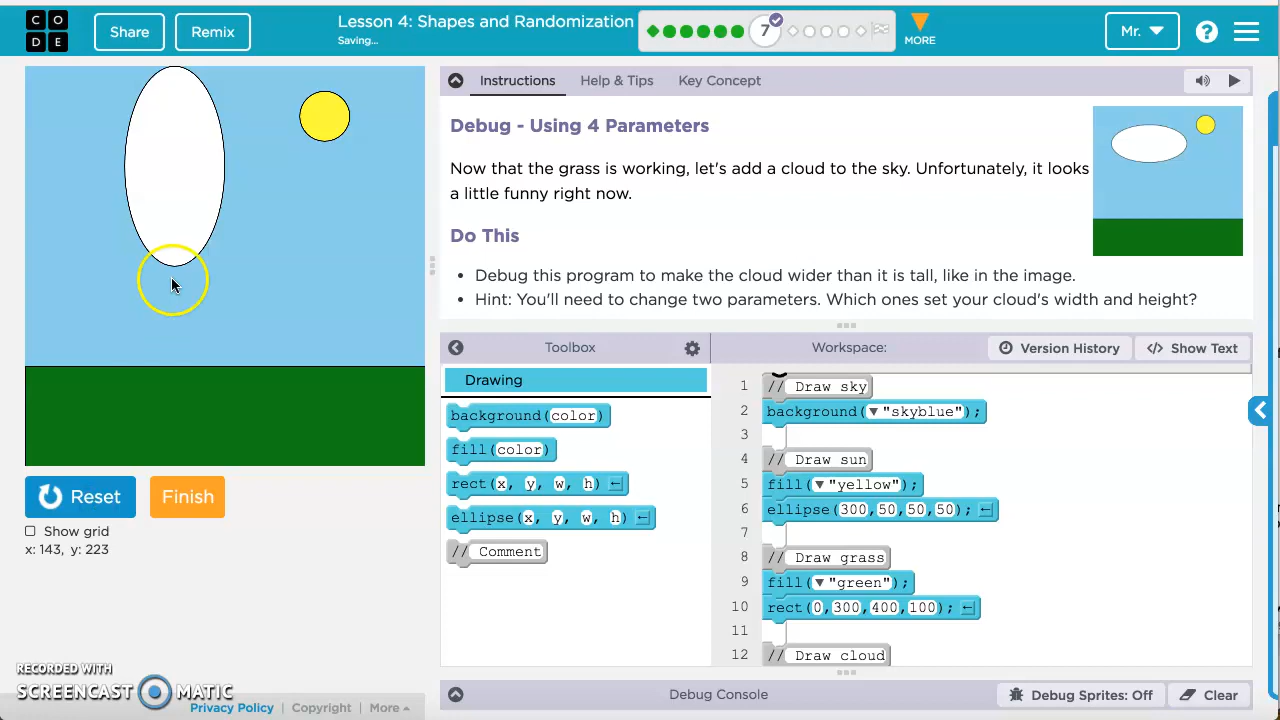 CO
DE
Share
Remix
Lesson 4: Shapes and Randomization
Saving...
7
MORE
Mr.
?
Instructions
Help & Tips
Key Concept
Debug - Using 4 Parameters
Now that the grass is working, let's add a cloud to the sky. Unfortunately, it looks
a little funny right now.
Do This
• Debug this program to make the cloud wider than it is tall, like in the image.
• Hint: You'll need to change two parameters. Which ones set your cloud's width and height?
Toolbox
Workspace:
Version History
</> Show Text
Drawing
background(color)
fill(color)
rect(x, y, w, h)
ellipse(x, y, w, h)
// Comment
1 // Draw sky
2 background("skyblue");
3
4 // Draw sun
5 fill("yellow");
6 ellipse(300,50,50,50);
7
8 // Draw grass
9 fill("green");
10 rect(0,300,400,100);
11
12 // Draw cloud
Reset
Finish
Show grid
x: 143, y: 223
Debug Console
Debug Sprites: Off
Clear
RECORDED WITH
SCREENCAST MATIC
Privacy Policy | Copyright | More